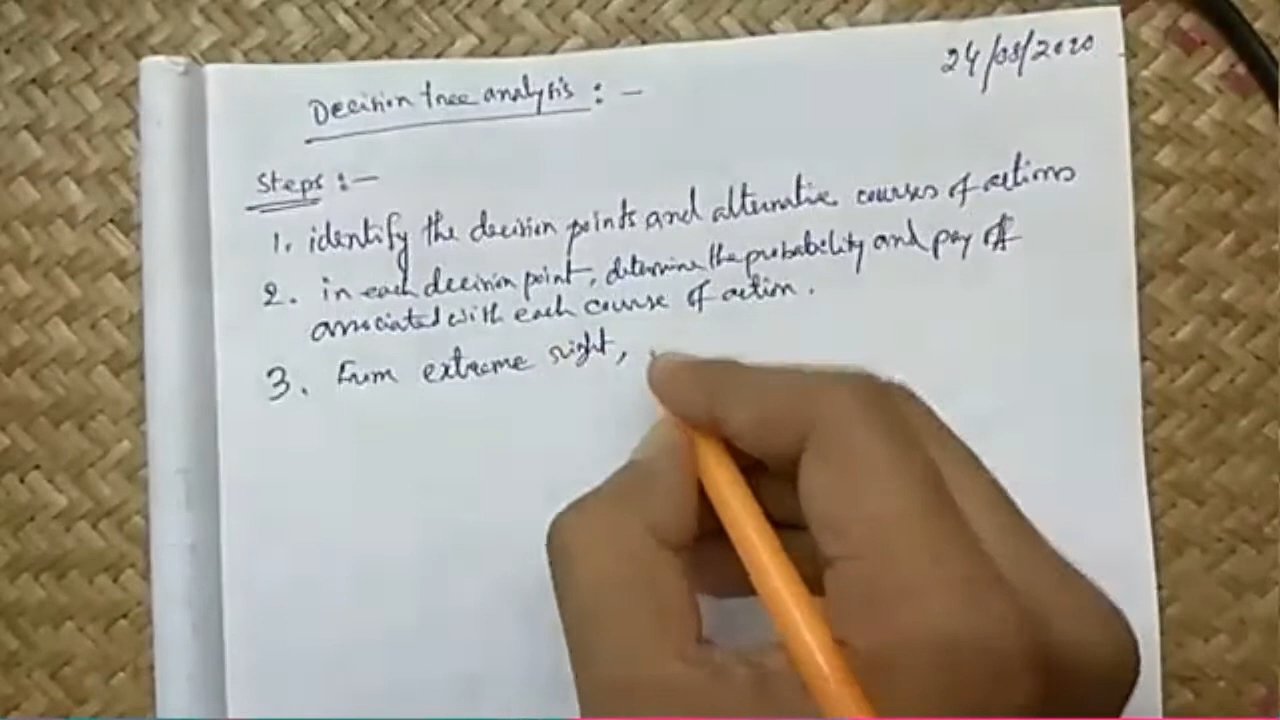 24/08/2020
Decision tree analysis : -
Steps : -
1. identify the decision points and alternative courses of actions
2. in each decision point, determine the probability and pay off
associated with each course of action.
3. From extreme right,